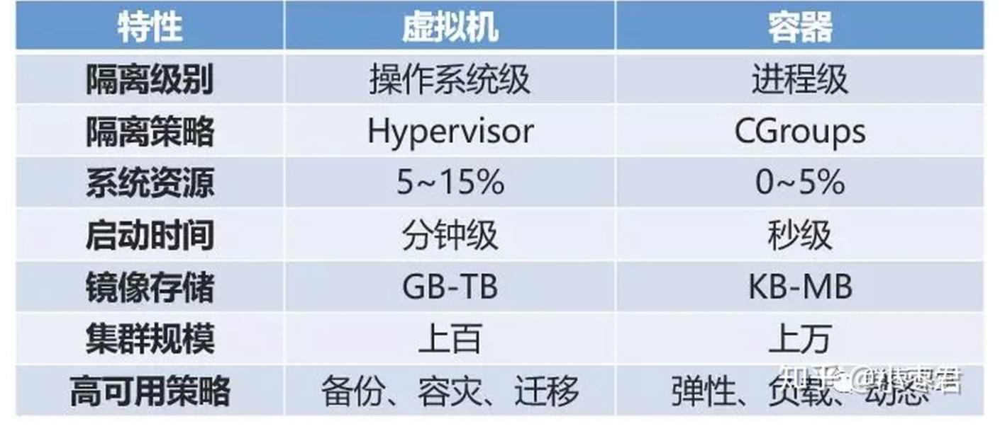 特性 虚拟机 容器
隔离级别 操作系统级 进程级
隔离策略 Hypervisor CGroups
系统资源 5~15% 0~5%
启动时间 分钟级 秒级
镜像存储 GB-TB KB-MB
集群规模 上百 上万
高可用策略 备份、容灾、迁移 弹性、负载、动态
知乎 @小枣君